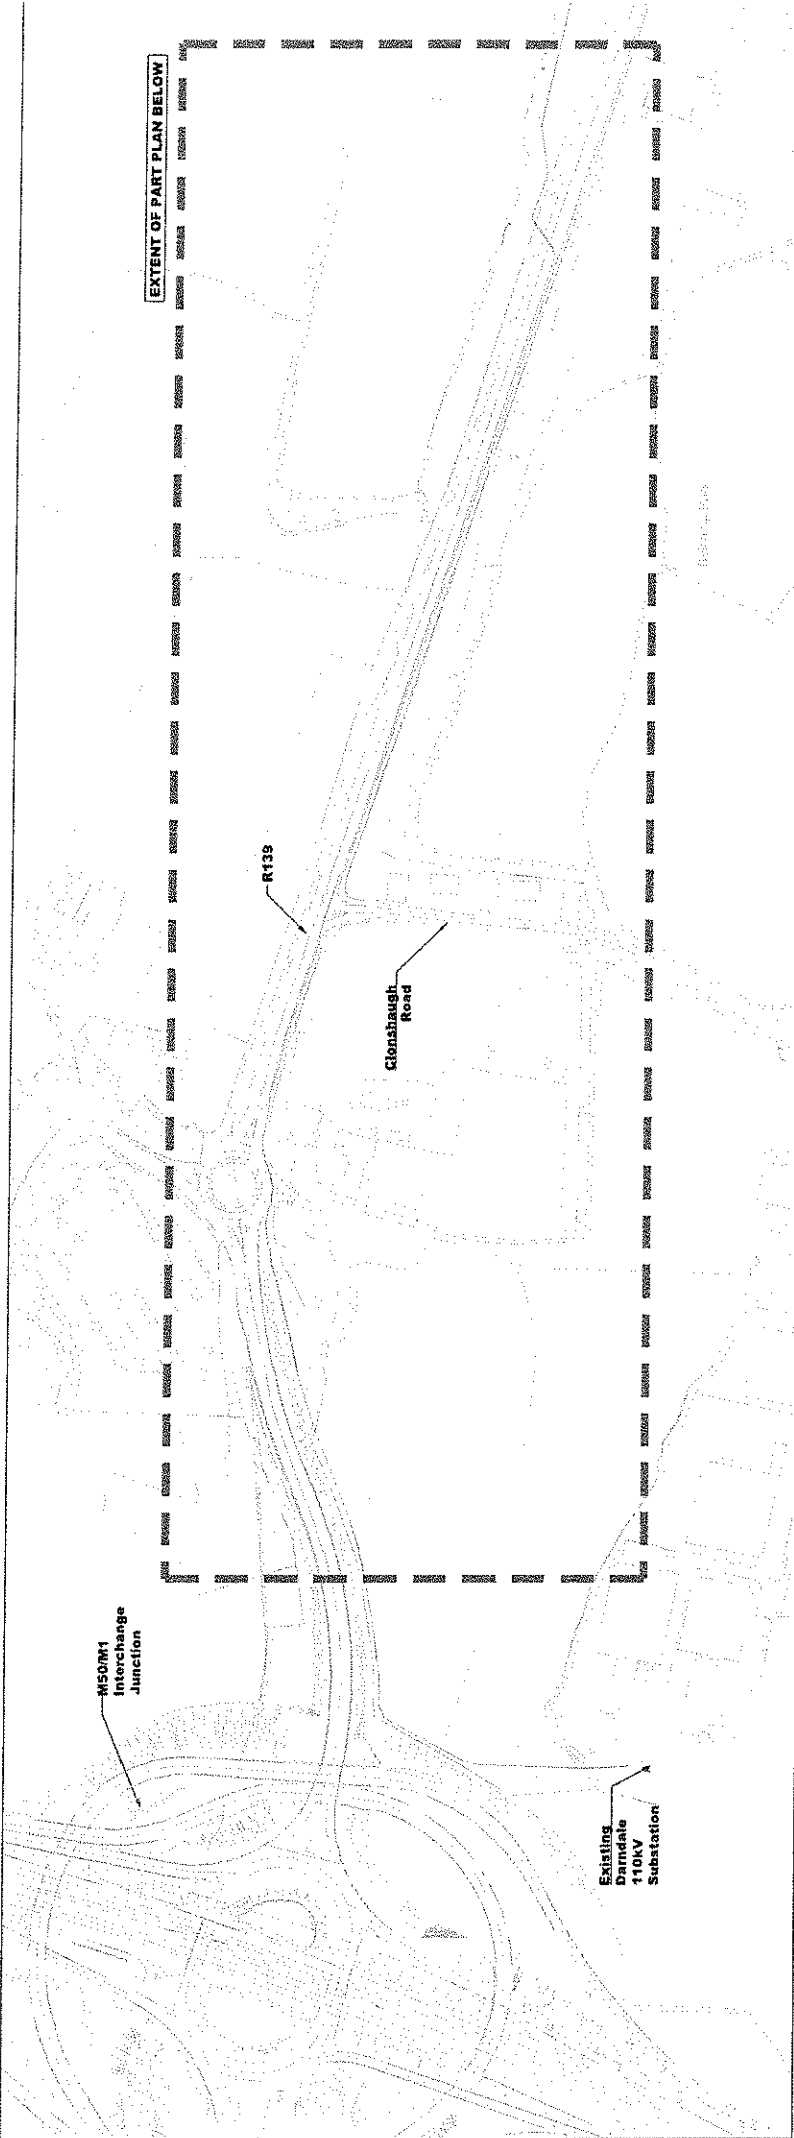 EXTENT OF PART PLAN BELOW
R139
Clonshaugh
Road
M50/M1
Interchange
Junction
Existing
Darndale
110kV
Substation